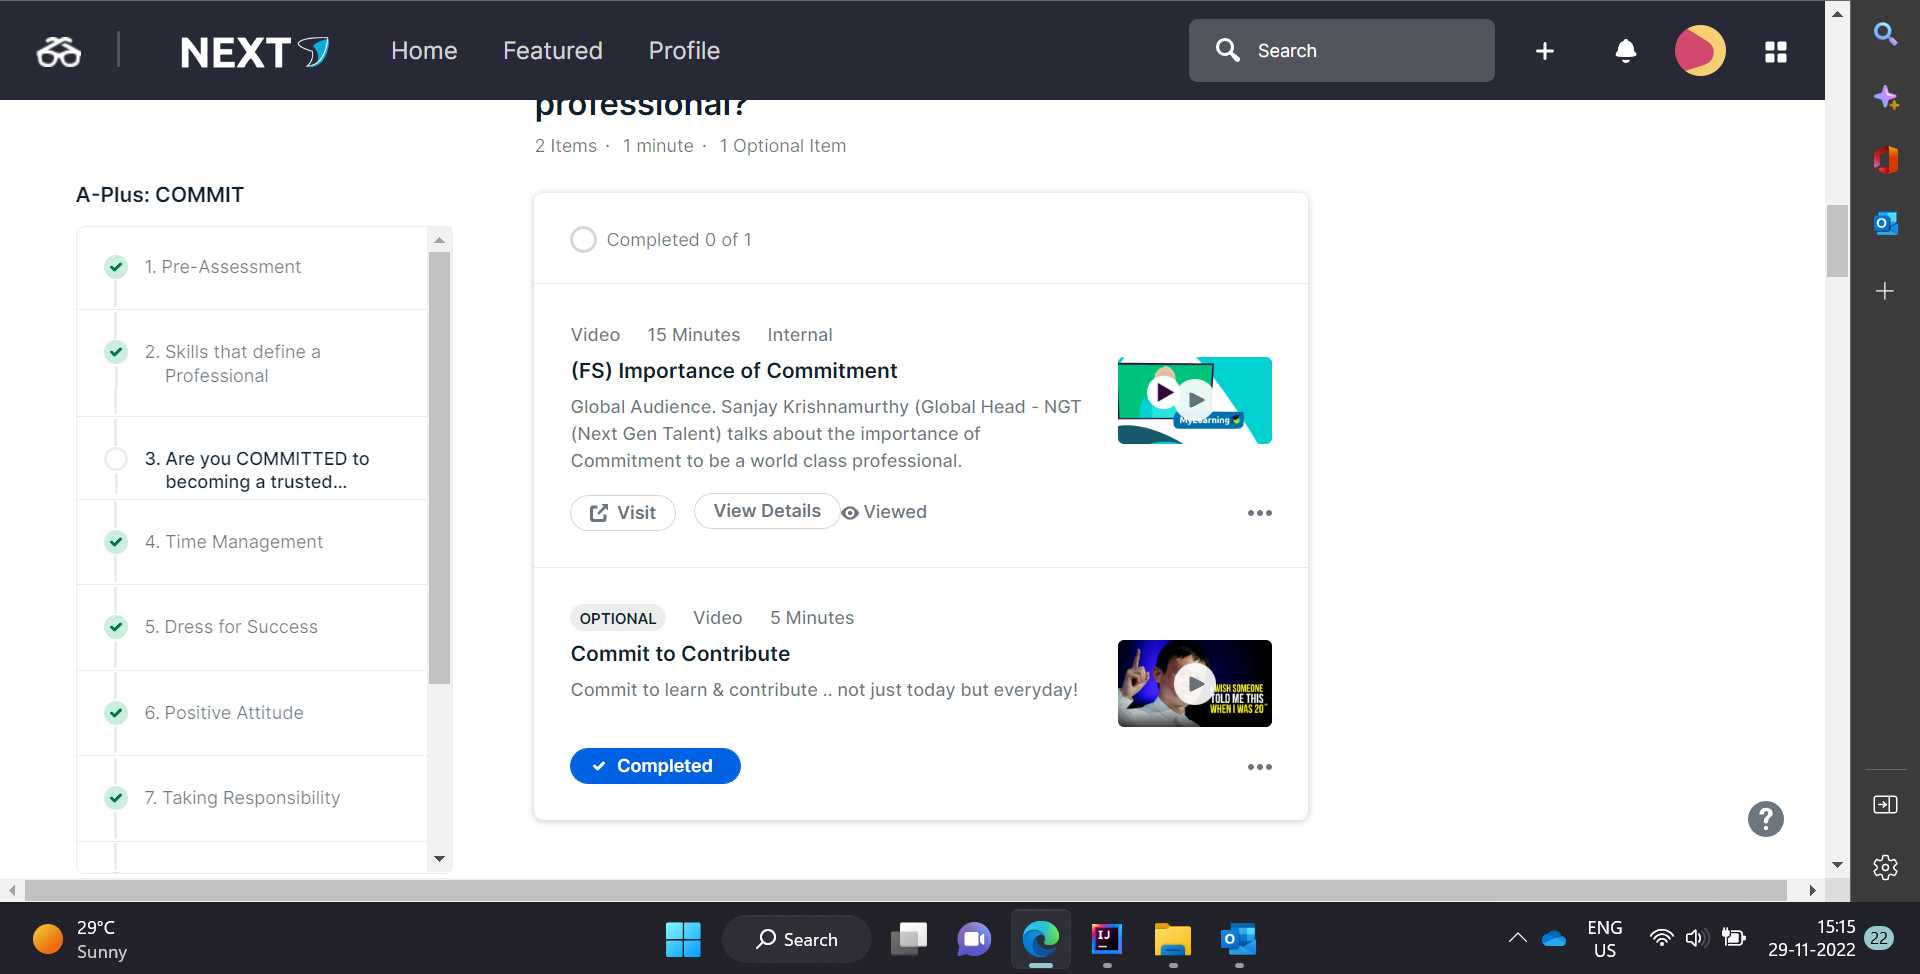 NEXT
Home
Featured
Profile
Search
professional?
2 Items · 1 minute · 1 Optional Item
A-Plus: COMMIT
1. Pre-Assessment
2. Skills that define a
Professional
3. Are you COMMITTED to
becoming a trusted...
4. Time Management
5. Dress for Success
6. Positive Attitude
7. Taking Responsibility
Completed 0 of 1
Video 15 Minutes Internal
(FS) Importance of Commitment
Global Audience. Sanjay Krishnamurthy (Global Head - NGT
(Next Gen Talent) talks about the importance of
Commitment to be a world class professional.
MyLearning
Visit
View Details
Viewed
OPTIONAL Video 5 Minutes
Commit to Contribute
Commit to learn & contribute .. not just today but everyday!
WISH SOMEONE
TOLD ME THIS
WHEN I WAS 20"
Completed
?
29°C
Sunny
Search
IJ
ENG
US
15:15
29-11-2022
22